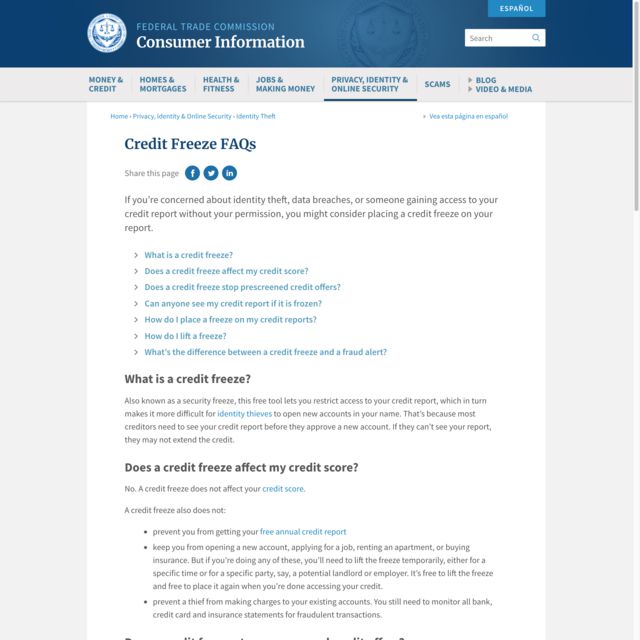 ESPAÑOL
FEDERAL TRADE COMMISSION
Consumer Information
Search
MONEY &
CREDIT
HOMES &
MORTGAGES
HEALTH &
FITNESS
JOBS &
MAKING MONEY
PRIVACY, IDENTITY &
ONLINE SECURITY
SCAMS
BLOG
VIDEO & MEDIA
Home › Privacy, Identity & Online Security › Identity Theft
Vea esta página en español
Credit Freeze FAQs
Share this page
If you're concerned about identity theft, data breaches, or someone gaining access to your
credit report without your permission, you might consider placing a credit freeze on your
report.
What is a credit freeze?
Does a credit freeze affect my credit score?
Does a credit freeze stop prescreened credit offers?
Can anyone see my credit report if it is frozen?
How do I place a freeze on my credit reports?
How do I lift a freeze?
What's the difference between a credit freeze and a fraud alert?
What is a credit freeze?
Also known as a security freeze, this free tool lets you restrict access to your credit report, which in turn
makes it more difficult for identity thieves to open new accounts in your name. That's because most
creditors need to see your credit report before they approve a new account. If they can't see your report,
they may not extend the credit.
Does a credit freeze affect my credit score?
No. A credit freeze does not affect your credit score.
A credit freeze also does not:
• prevent you from getting your free annual credit report
• keep you from opening a new account, applying for a job, renting an apartment, or buying
insurance. But if you're doing any of these, you'll need to lift the freeze temporarily, either for a
specific time or for a specific party, say, a potential landlord or employer. It's free to lift the freeze
and free to place it again when you're done accessing your credit.
• prevent a thief from making charges to your existing accounts. You still need to monitor all bank,
credit card and insurance statements for fraudulent transactions.